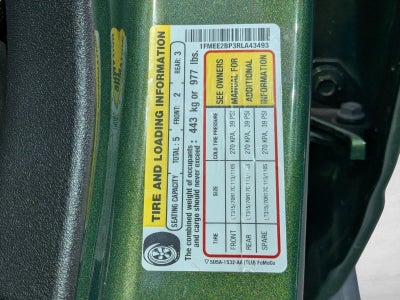 1FMEE2BP3RLA43493
TIRE AND LOADING INFORMATION
SEATING CAPACITY TOTAL: 5 FRONT: 2 REAR: 3
The combined weight of occupants
and cargo should never exceed : 443 kg or 977 lbs.
TIRE SIZE COLD TIRE PRESSURE
FRONT 270 KPA, 39 PSI
REAR 270 KPA, 39 PSI
SPARE 270 KPA, 39 PSI
SEE OWNERS
MANUAL FOR
ADDITIONAL
INFORMATION
FoMoCo